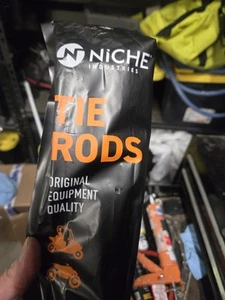 NiCHE
INDUSTRIES
TIE
RODS
ORIGINAL
EQUIPMENT
QUALITY